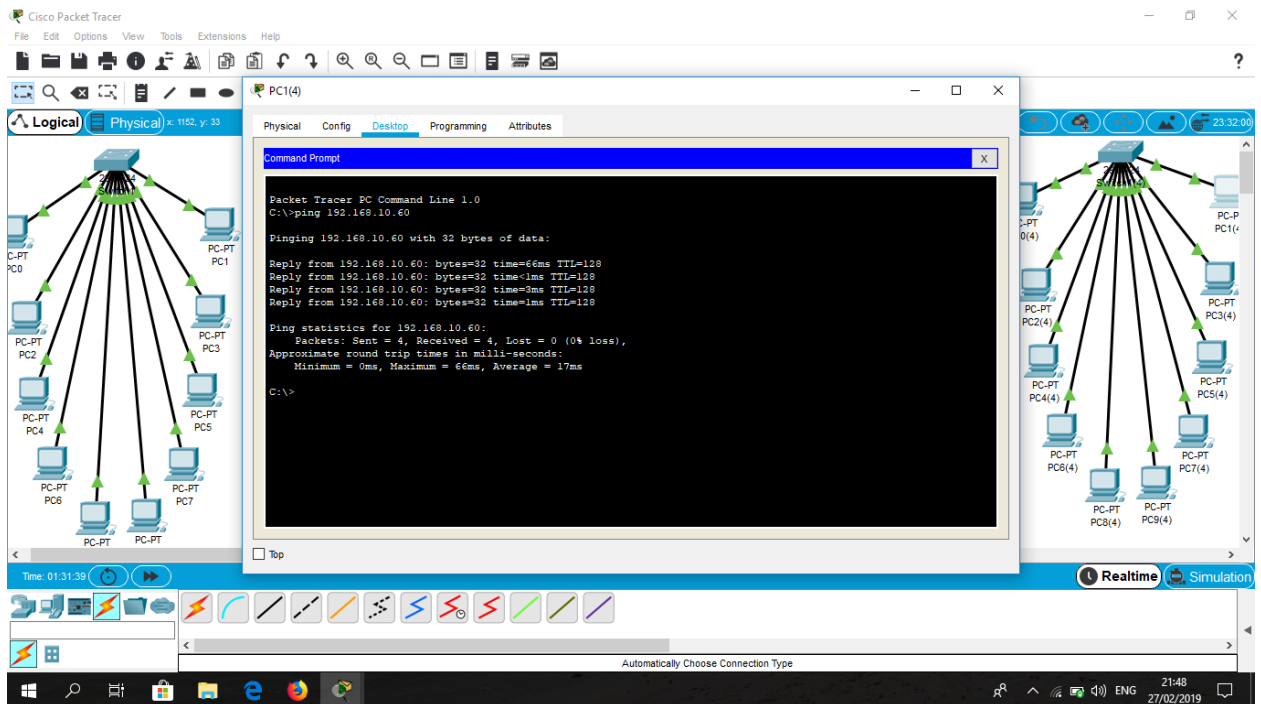 Cisco Packet Tracer
File Edit Options View Tools Extensions Help
?
PC1(4)
Logical Physical x: 1152, y: 33
23:32:00
Physical Config Desktop Programming Attributes
Command Prompt
X
Packet Tracer PC Command Line 1.0
C:\>ping 192.168.10.60
Pinging 192.168.10.60 with 32 bytes of data:
Reply from 192.168.10.60: bytes=32 time=66ms TTL=128
Reply from 192.168.10.60: bytes=32 time<1ms TTL=128
Reply from 192.168.10.60: bytes=32 time=3ms TTL=128
Reply from 192.168.10.60: bytes=32 time=1ms TTL=128
Ping statistics for 192.168.10.60:
Packets: Sent = 4, Received = 4, Lost = 0 (0% loss),
Approximate round trip times in milli-seconds:
Minimum = 0ms, Maximum = 66ms, Average = 17ms
C:\>
Top
C-PT
PC0
PC-PT
PC1
PC-PT
PC2
PC-PT
PC3
PC-PT
PC4
PC-PT
PC5
PC-PT
PC6
PC-PT
PC7
PC-PT
PC-PT
C-PT
0(4)
PC-P
PC1(4
PC-PT
PC2(4)
PC-PT
PC3(4)
PC-PT
PC4(4)
PC-PT
PC5(4)
PC-PT
PC6(4)
PC-PT
PC7(4)
PC-PT
PC8(4)
PC-PT
PC9(4)
Time: 01:31:39
Realtime Simulation
Automatically Choose Connection Type
ENG
21:48
27/02/2019